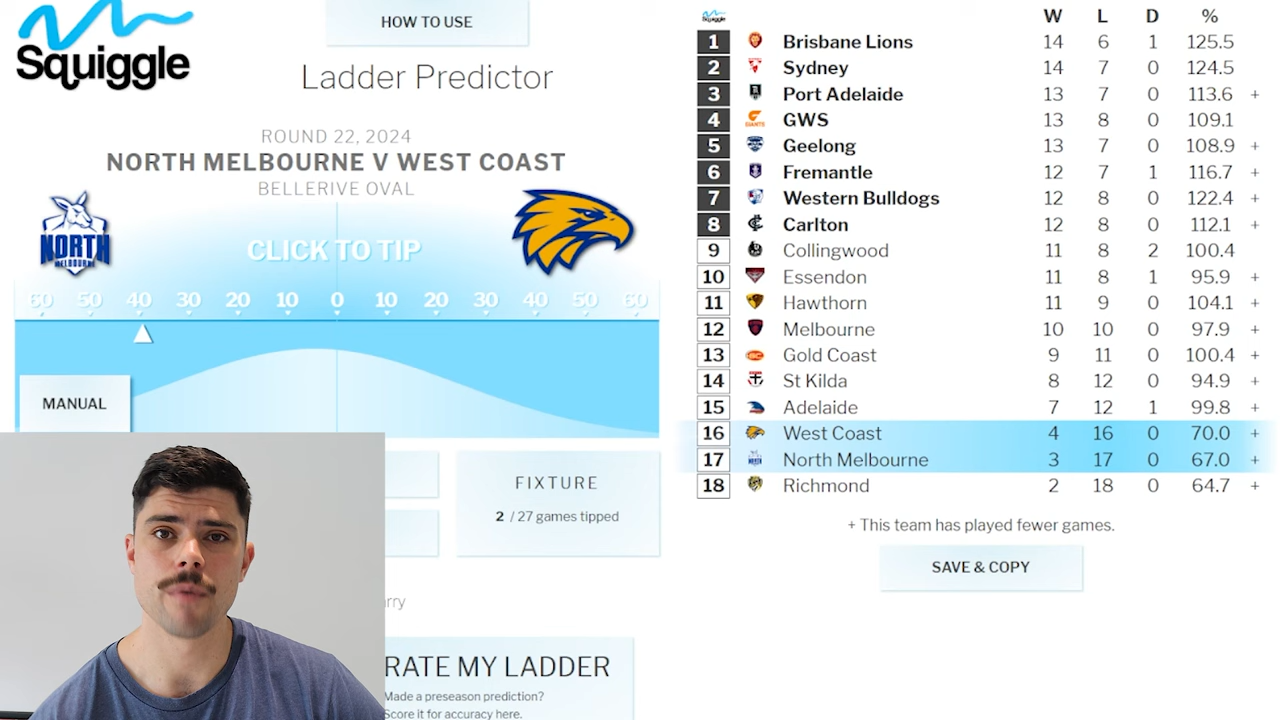 Squiggle
HOW TO USE
Ladder Predictor
ROUND 22, 2024
NORTH MELBOURNE V WEST COAST
BELLERIVE OVAL
NORTH
MELBOURNE
CLICK TO TIP
60 50 40 30 20 10 0 10 20 30 40 50 60
MANUAL
FIXTURE
2 / 27 games tipped
rry
RATE MY LADDER
Made a preseason prediction?
Score it for accuracy here.
Squiggle W L D %
1 Brisbane Lions 14 6 1 125.5
2 Sydney 14 7 0 124.5
3 Port Adelaide 13 7 0 113.6 +
4 GIANTS GWS 13 8 0 109.1
5 Geelong 13 7 0 108.9 +
6 Fremantle 12 7 1 116.7 +
7 Western Bulldogs 12 8 0 122.4 +
8 Carlton 12 8 0 112.1 +
9 Collingwood 11 8 2 100.4
10 Essendon 11 8 1 95.9 +
11 Hawthorn 11 9 0 104.1 +
12 Melbourne 10 10 0 97.9 +
13 Gold Coast 9 11 0 100.4 +
14 St Kilda 8 12 0 94.9 +
15 Adelaide 7 12 1 99.8 +
16 West Coast 4 16 0 70.0 +
17 North Melbourne 3 17 0 67.0 +
18 Richmond 2 18 0 64.7 +
+ This team has played fewer games.
SAVE & COPY